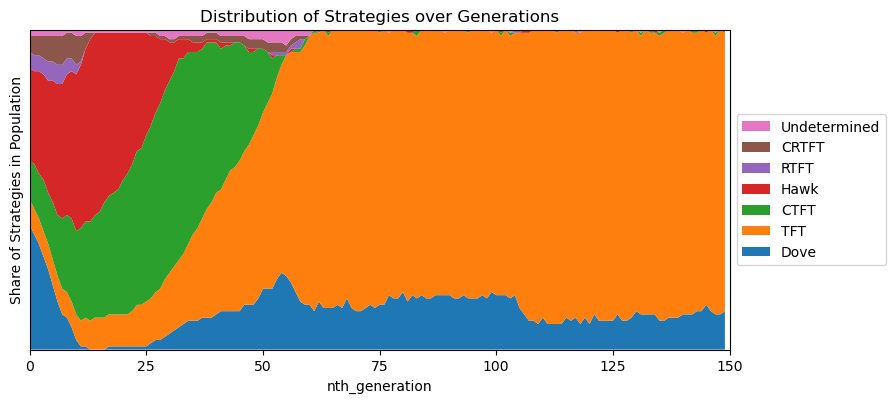 Distribution of Strategies over Generations
Share of Strategies in Population
Undetermined
CRTFT
RTFT
Hawk
CTFT
TFT
Dove
0 25 50 75 100 125 150
nth_generation